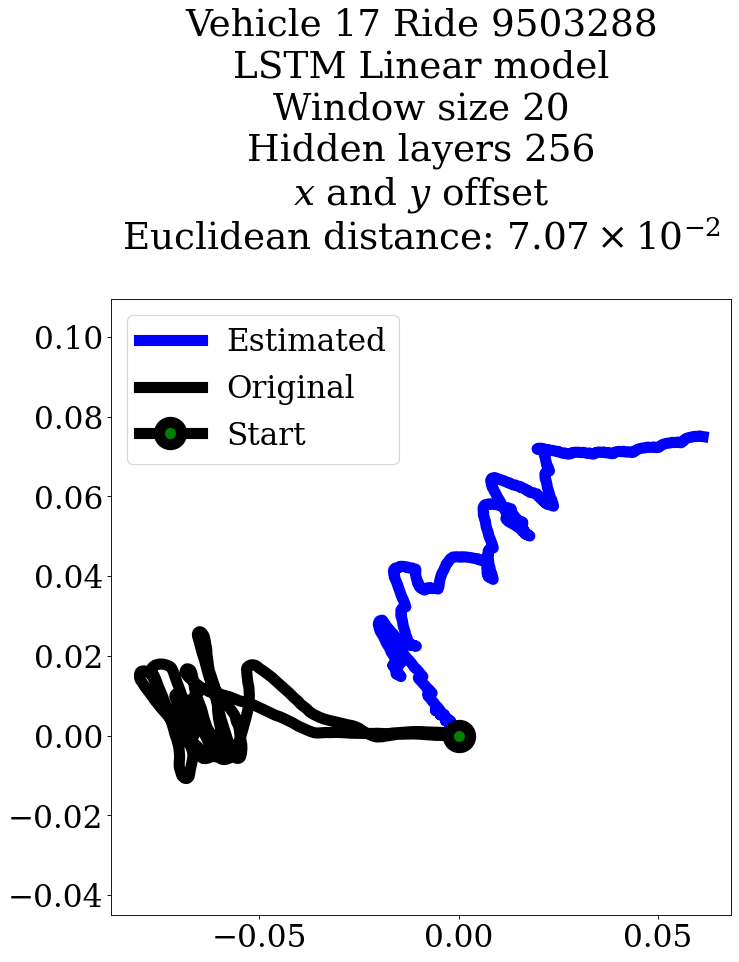 Vehicle 17 Ride 9503288
LSTM Linear model
Window size 20
Hidden layers 256
x and y offset
Euclidean distance: 7.07 × 10⁻²
Estimated
Original
Start
0.10
0.08
0.06
0.04
0.02
0.00
−0.02
−0.04
−0.05 0.00 0.05